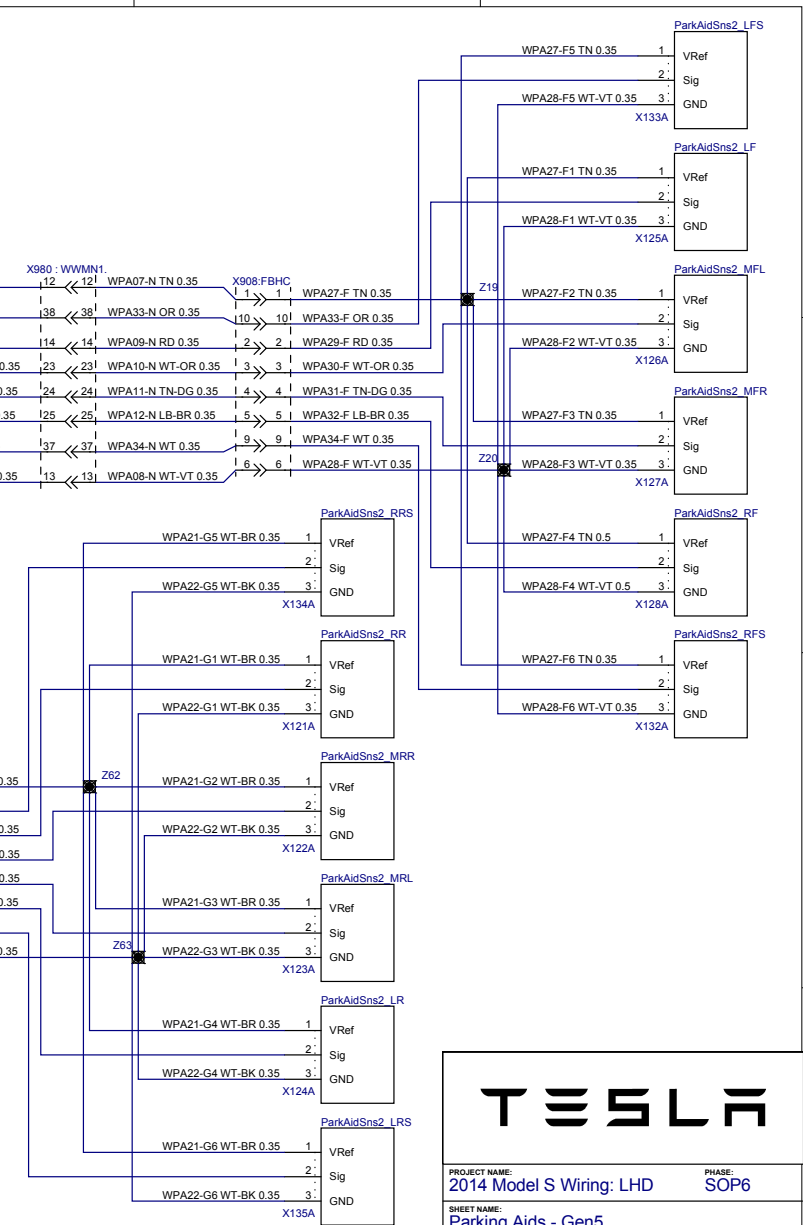 ParkAidSns2_LFS
WPA27-F5 TN 0.35 1 VRef
2 Sig
WPA28-F5 WT-VT 0.35 3 GND
X133A
ParkAidSns2_LF
WPA27-F1 TN 0.35 1 VRef
2 Sig
WPA28-F1 WT-VT 0.35 3 GND
X125A
ParkAidSns2_MFL
WPA27-F2 TN 0.35 1 VRef
2 Sig
WPA28-F2 WT-VT 0.35 3 GND
X126A
ParkAidSns2_MFR
WPA27-F3 TN 0.35 1 VRef
2 Sig
WPA28-F3 WT-VT 0.35 3 GND
X127A
ParkAidSns2_RF
WPA27-F4 TN 0.5 1 VRef
2 Sig
WPA28-F4 WT-VT 0.5 3 GND
X128A
ParkAidSns2_RFS
WPA27-F6 TN 0.35 1 VRef
2 Sig
WPA28-F6 WT-VT 0.35 3 GND
X132A
Z19
Z20
X980 : WWMN1.
X908:FBHC
12 12 WPA07-N TN 0.35 1 1 WPA27-F TN 0.35
38 38 WPA33-N OR 0.35 10 10 WPA33-F OR 0.35
14 14 WPA09-N RD 0.35 2 2 WPA29-F RD 0.35
0.35 23 23 WPA10-N WT-OR 0.35 3 3 WPA30-F WT-OR 0.35
0.35 24 24 WPA11-N TN-DG 0.35 4 4 WPA31-F TN-DG 0.35
.35 25 25 WPA12-N LB-BR 0.35 5 5 WPA32-F LB-BR 0.35
37 37 WPA34-N WT 0.35 9 9 WPA34-F WT 0.35
0.35 13 13 WPA08-N WT-VT 0.35 6 6 WPA28-F WT-VT 0.35
ParkAidSns2_RRS
WPA21-G5 WT-BR 0.35 1 VRef
2 Sig
WPA22-G5 WT-BK 0.35 3 GND
X134A
ParkAidSns2_RR
WPA21-G1 WT-BR 0.35 1 VRef
2 Sig
WPA22-G1 WT-BK 0.35 3 GND
X121A
ParkAidSns2_MRR
0.35 Z62 WPA21-G2 WT-BR 0.35 1 VRef
2 Sig
0.35 WPA22-G2 WT-BK 0.35 3 GND
X122A
0.35
0.35
ParkAidSns2_MRL
0.35 WPA21-G3 WT-BR 0.35 1 VRef
2 Sig
0.35 Z63 WPA22-G3 WT-BK 0.35 3 GND
X123A
ParkAidSns2_LR
WPA21-G4 WT-BR 0.35 1 VRef
2 Sig
WPA22-G4 WT-BK 0.35 3 GND
X124A
ParkAidSns2_LRS
WPA21-G6 WT-BR 0.35 1 VRef
2 Sig
WPA22-G6 WT-BK 0.35 3 GND
X135A
TESLA
PROJECT NAME: PHASE:
2014 Model S Wiring: LHD SOP6
SHEET NAME:
Parking Aids - Gen5